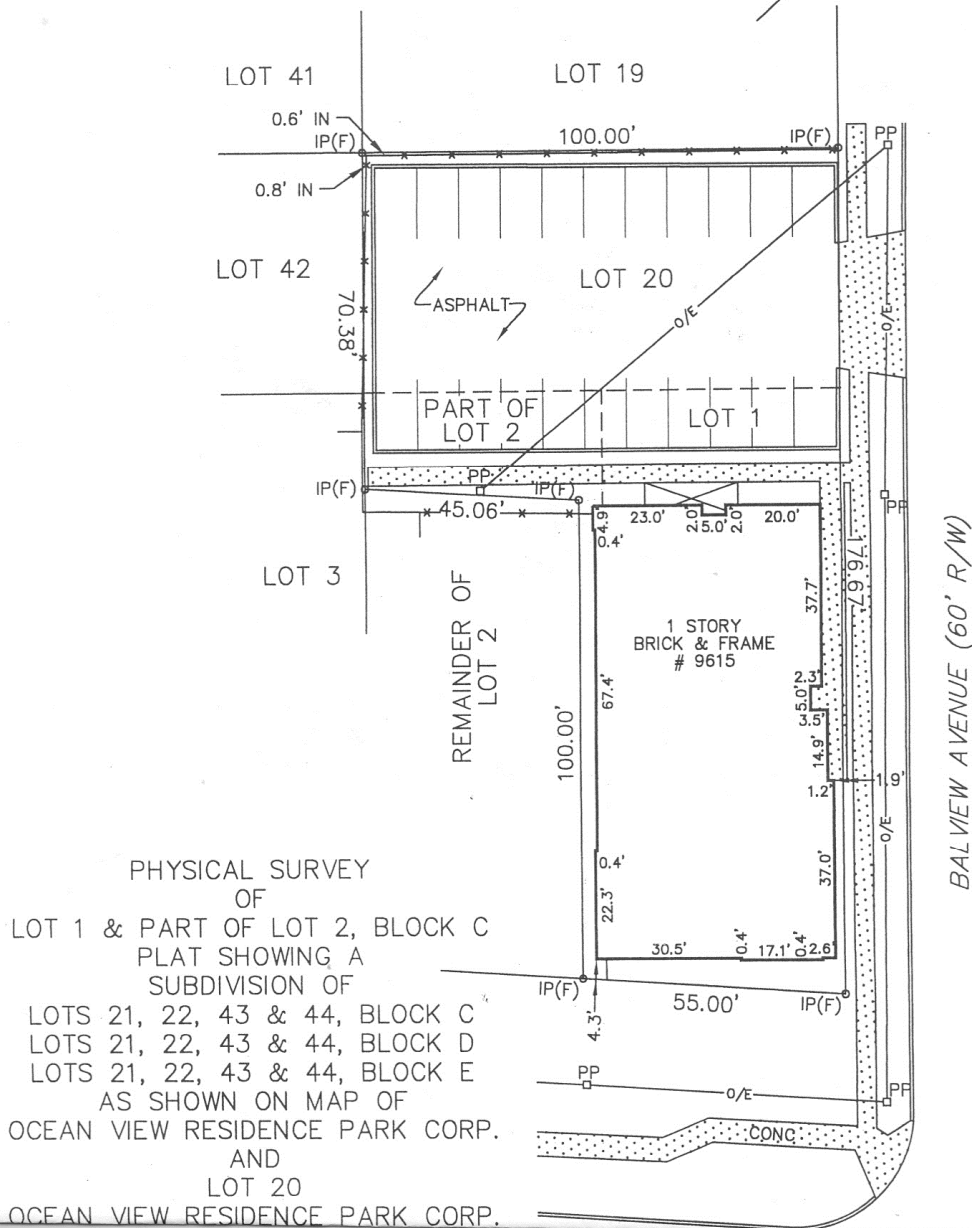 LOT 41
LOT 19
0.6' IN
IP(F)
100.00'
IP(F)
PP
0.8' IN
LOT 42
LOT 20
70.38'
ASPHALT
O/E
O/E
PART OF
LOT 2
LOT 1
IP(F)
PP
IP(F)
PP
45.06'
4.9'
23.0'
2.0'
5.0'
2.0'
20.0'
0.4'
176.67'
LOT 3
REMAINDER OF
LOT 2
1 STORY
BRICK & FRAME
# 9615
37.7'
67.4'
2.3'
5.0'
3.5'
14.9'
100.00'
1.2'
1.9'
O/E
BALVIEW AVENUE (60' R/W)
0.4'
22.3'
37.0'
30.5'
0.4'
17.1'
0.4'
2.6'
IP(F)
55.00'
IP(F)
4.3'
PP
O/E
PP
CONC
PHYSICAL SURVEY
OF
LOT 1 & PART OF LOT 2, BLOCK C
PLAT SHOWING A
SUBDIVISION OF
LOTS 21, 22, 43 & 44, BLOCK C
LOTS 21, 22, 43 & 44, BLOCK D
LOTS 21, 22, 43 & 44, BLOCK E
AS SHOWN ON MAP OF
OCEAN VIEW RESIDENCE PARK CORP.
AND
LOT 20
OCEAN VIEW RESIDENCE PARK CORP.